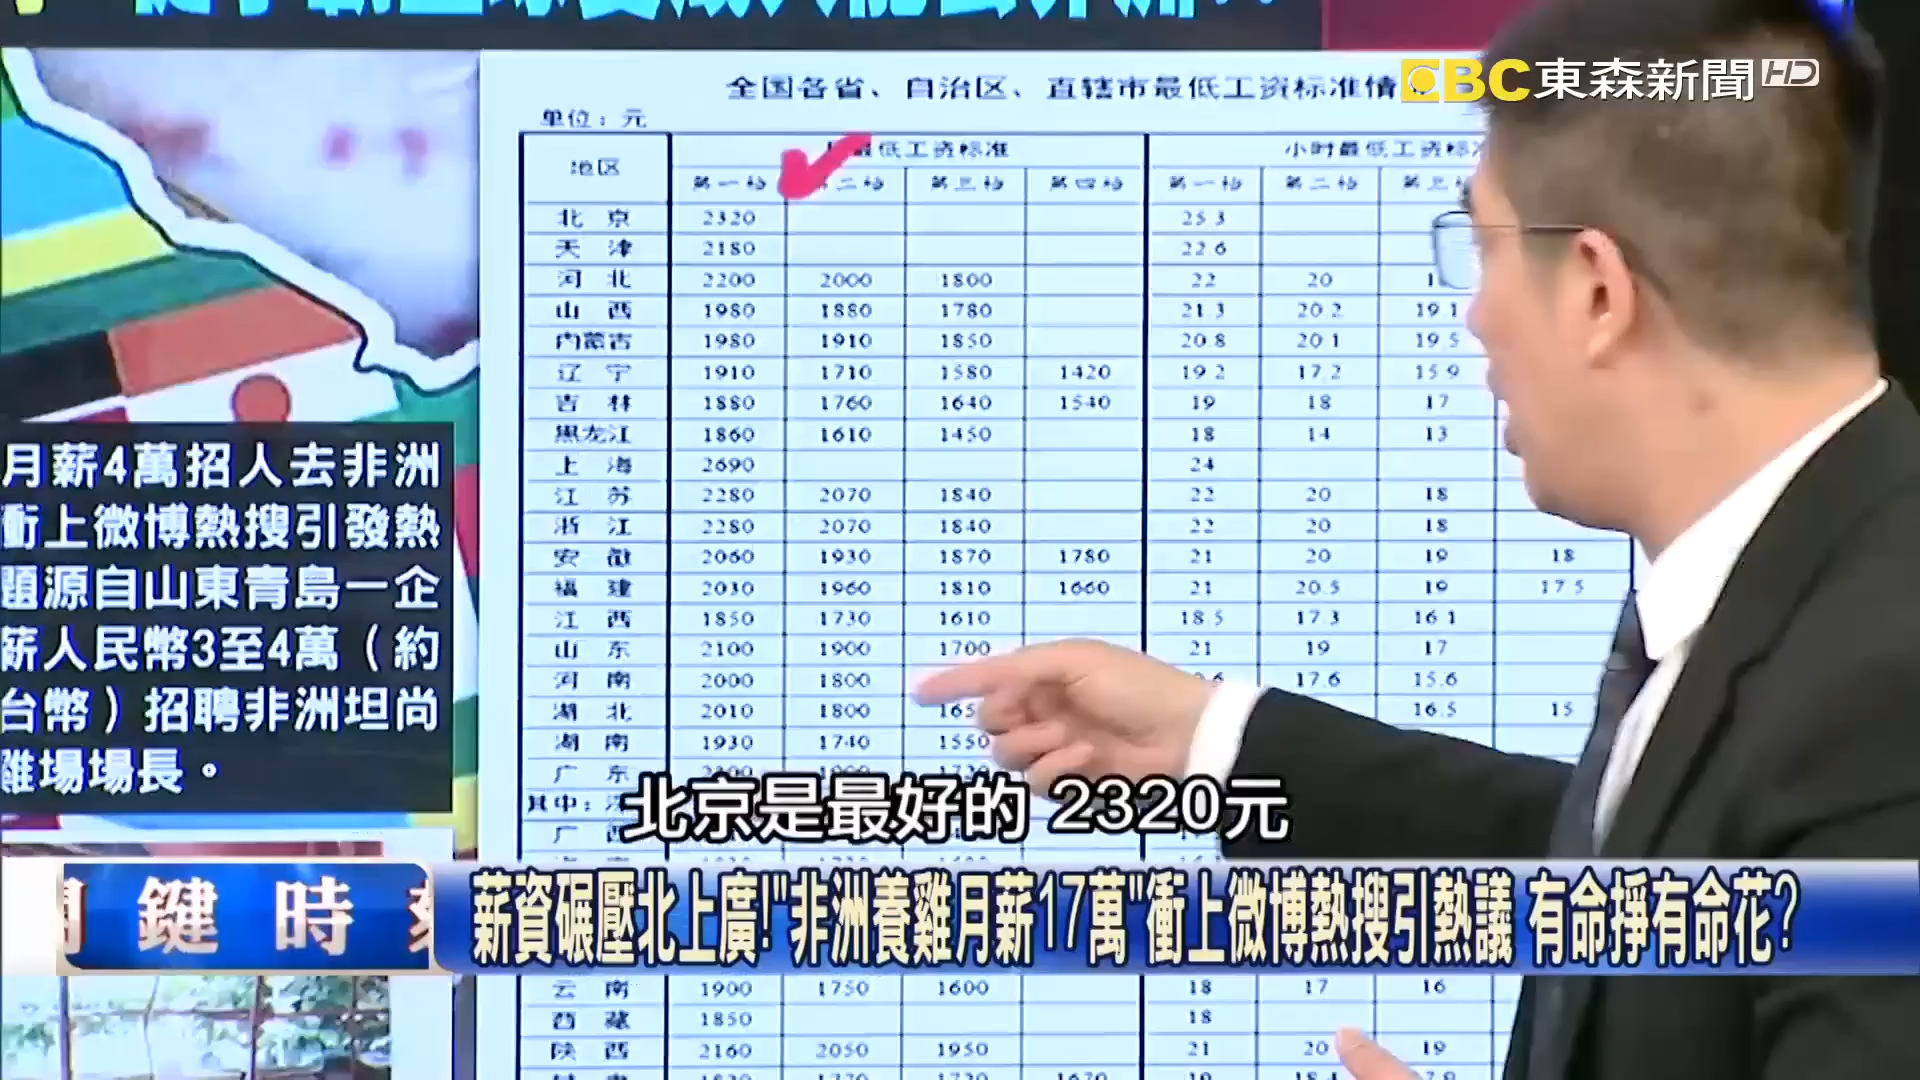 EBC 東森新聞 HD
全国各省、自治区、直辖市最低工资标准情
单位：元
地区 最低工资标准 小时最低工资标准
第一档 第二档 第三档 第四档 第一档 第二档 第三档
北 京 2320 25.3
天 津 2180 22.6
河 北 2200 2000 1800 22 20
山 西 1980 1880 1780 21.3 20.2 19.1
内蒙古 1980 1910 1850 20.8 20.1 19.5
辽 宁 1910 1710 1580 1420 19.2 17.2 15.9
吉 林 1880 1760 1640 1540 19 18 17
黑龙江 1860 1610 1450 18 14 13
上 海 2690 24
江 苏 2280 2070 1840 22 20 18
浙 江 2280 2070 1840 22 20 18
安 徽 2060 1930 1870 1780 21 20 19 18
福 建 2030 1960 1810 1660 21 20.5 19 17.5
江 西 1850 1730 1610 18.5 17.3 16.1
山 东 2100 1900 1700 21 19 17
河 南 2000 1800 17.6 15.6
湖 北 2010 1800 16.5 15
湖 南 1930 1740 1550
广 东
其中：
广 西
云 南 1900 1750 1600 18 17 16
西 藏 1850 18
陕 西 2160 2050 1950 21 20 19
月薪4萬招人去非洲
衝上微博熱搜引發熱
題源自山東青島一企
薪人民幣3至4萬（約
台幣）招聘非洲坦尚
雞場場長。
北京是最好的 2320元
關鍵時刻
薪資碾壓北上廣!"非洲養雞月薪17萬"衝上微博熱搜引熱議 有命掙有命花?